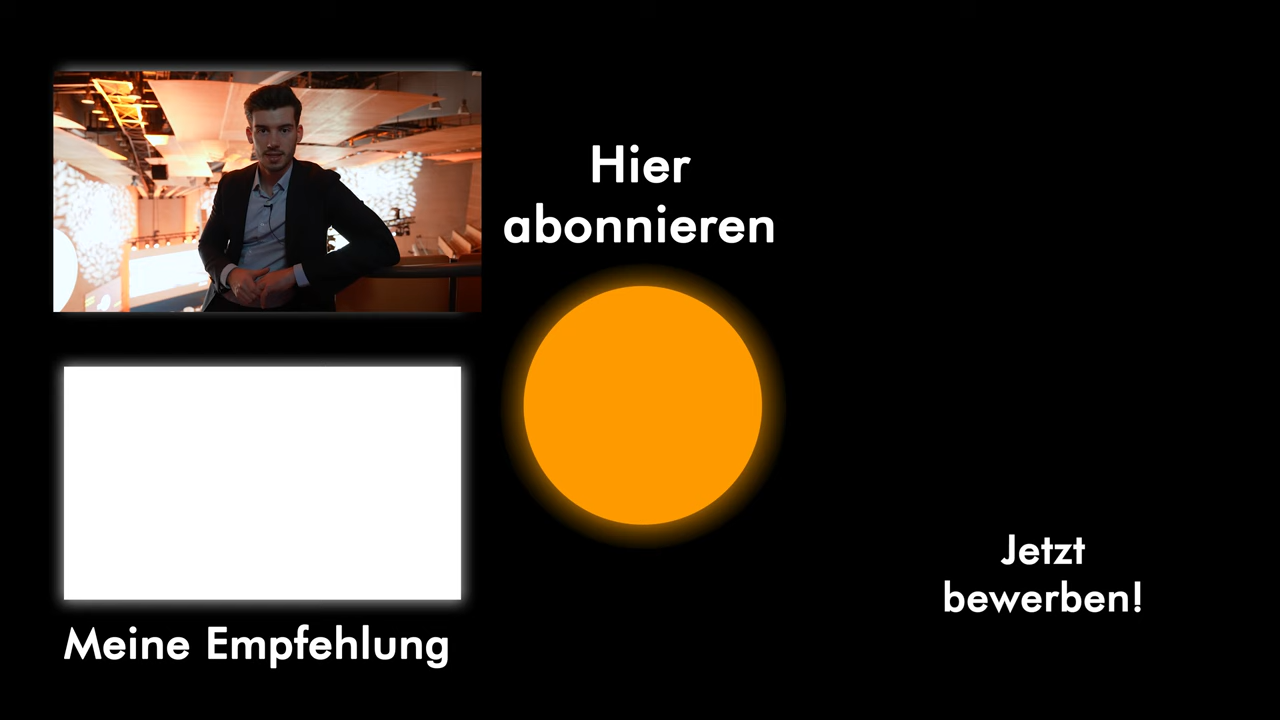 Hier
abonnieren
Jetzt
bewerben!
Meine Empfehlung